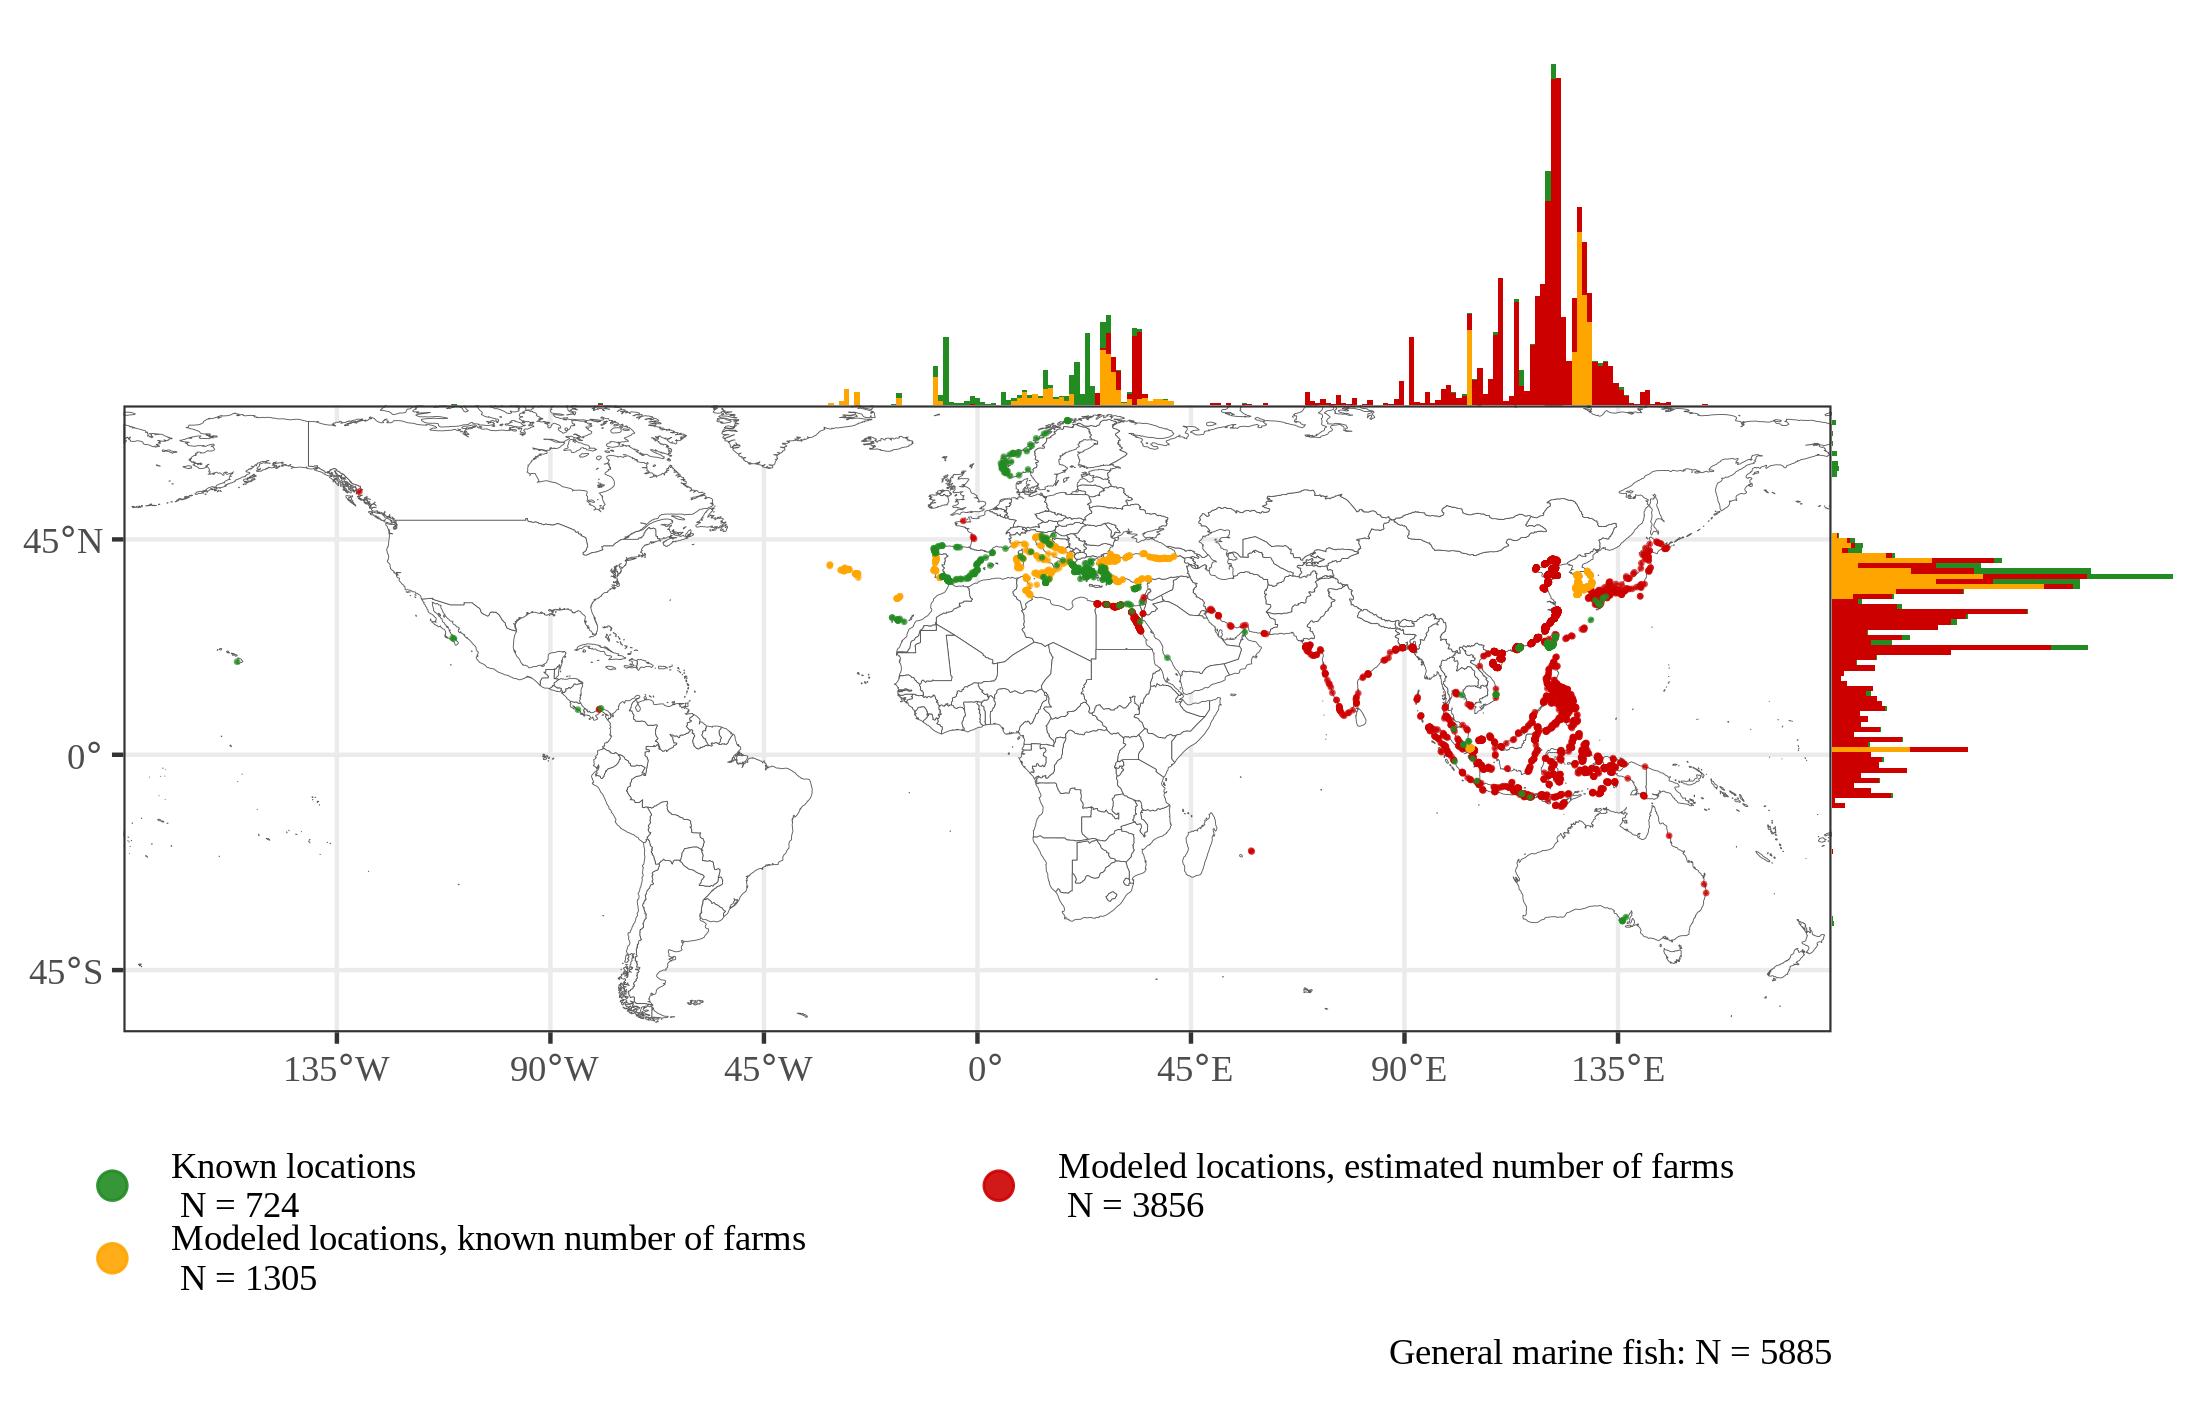 45°N
0°
45°S
135°W 90°W 45°W 0° 45°E 90°E 135°E
Known locations
N = 724
Modeled locations, known number of farms
N = 1305
Modeled locations, estimated number of farms
N = 3856
General marine fish: N = 5885